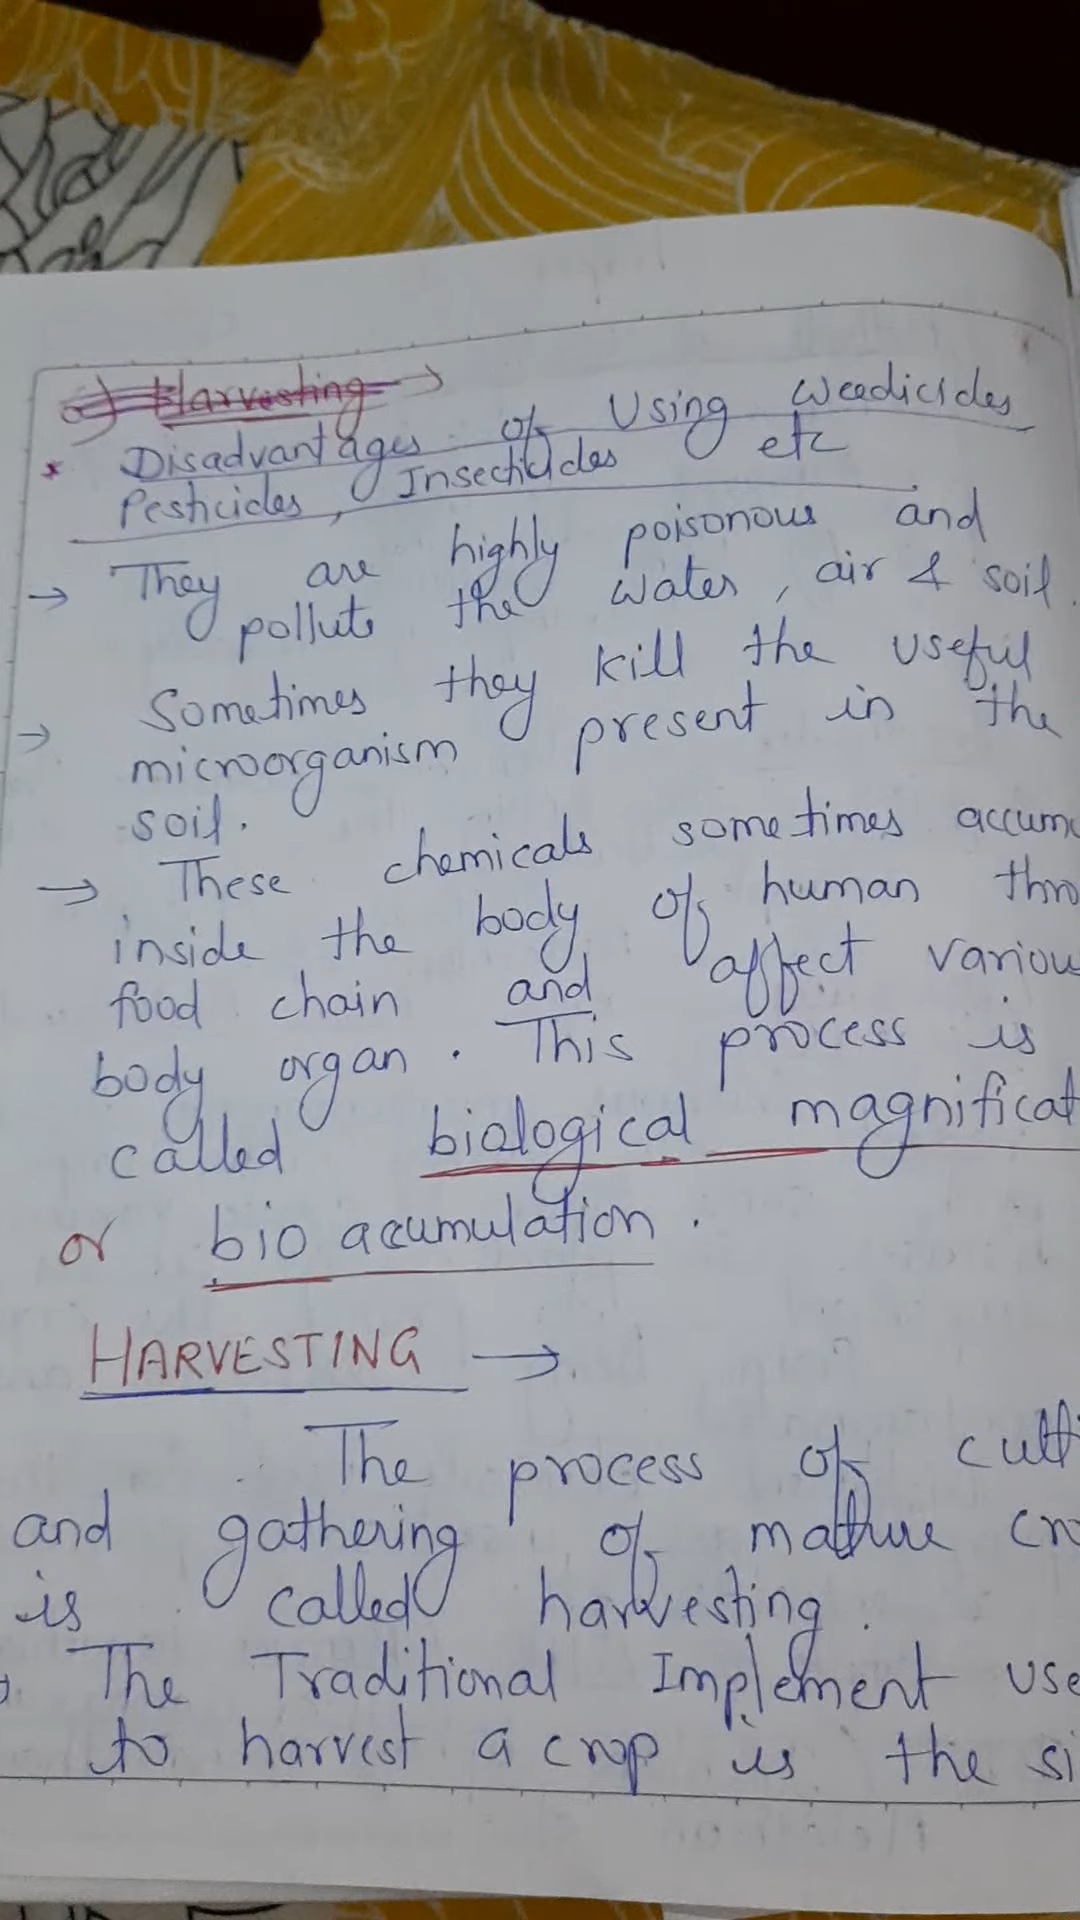 Harvesting →
* Disadvantages of Using Weedicides
Pesticides, Insecticides etc
→ They are highly poisonous and
pollute the water, air & soil.
→ Sometimes they kill the useful
microorganism present in the
soil.
→ These chemicals sometimes accumu
inside the body of human thro
food chain and affect variou
body organ. This process is
called biological magnificat
or bio accumulation.
HARVESTING →
The process of cutti
and gathering of mature cro
is called harvesting.
The Traditional Implement use
to harvest a crop is the si